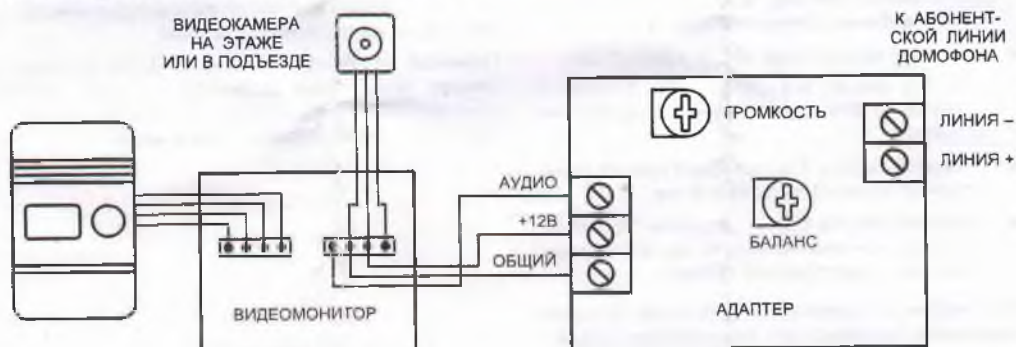 ВИДЕОКАМЕРА
НА ЭТАЖЕ
ИЛИ В ПОДЪЕЗДЕ
К АБОНЕНТ-
СКОЙ ЛИНИИ
ДОМОФОНА
ГРОМКОСТЬ
ЛИНИЯ –
ЛИНИЯ +
АУДИО
+12В
БАЛАНС
ОБЩИЙ
ВИДЕОМОНИТОР
АДАПТЕР